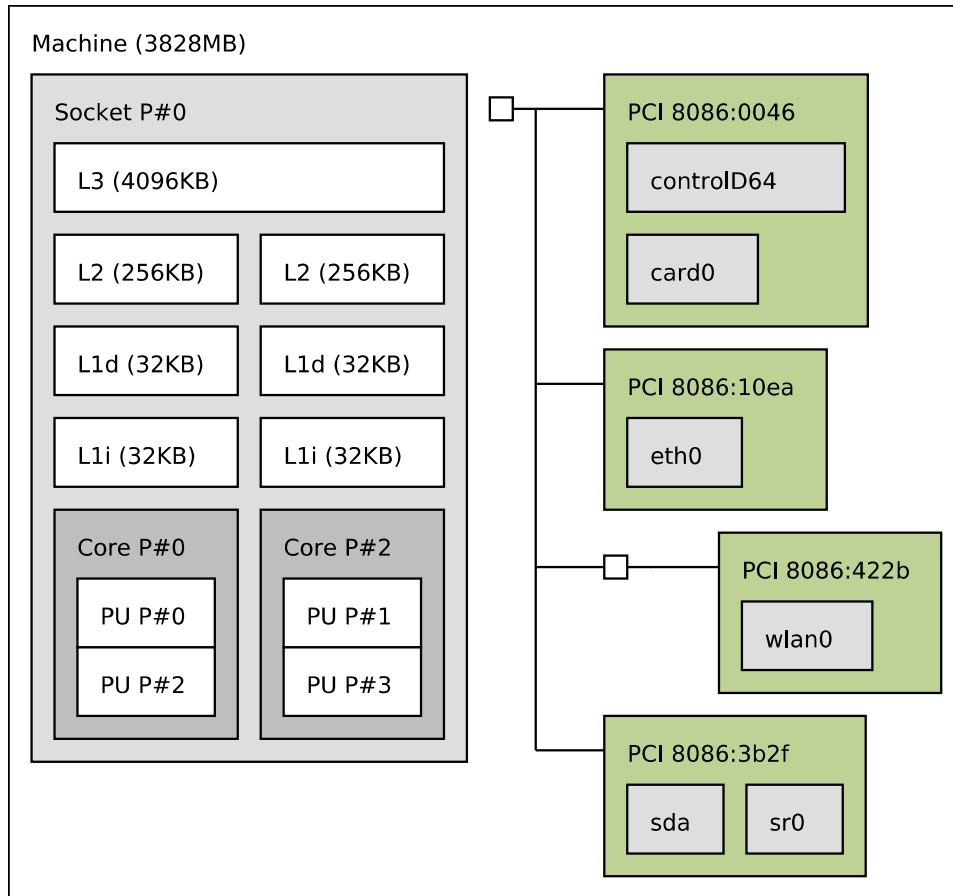 Machine (3828MB)
Socket P#0
L3 (4096KB)
L2 (256KB) L2 (256KB)
L1d (32KB) L1d (32KB)
L1i (32KB) L1i (32KB)
Core P#0 Core P#2
PU P#0 PU P#1
PU P#2 PU P#3
PCI 8086:0046
controlD64
card0
PCI 8086:10ea
eth0
PCI 8086:422b
wlan0
PCI 8086:3b2f
sda sr0